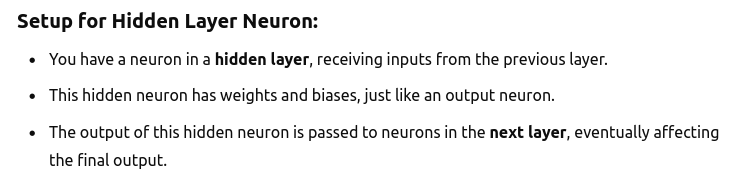 Setup for Hidden Layer Neuron:
• You have a neuron in a hidden layer, receiving inputs from the previous layer.
• This hidden neuron has weights and biases, just like an output neuron.
• The output of this hidden neuron is passed to neurons in the next layer, eventually affecting
the final output.